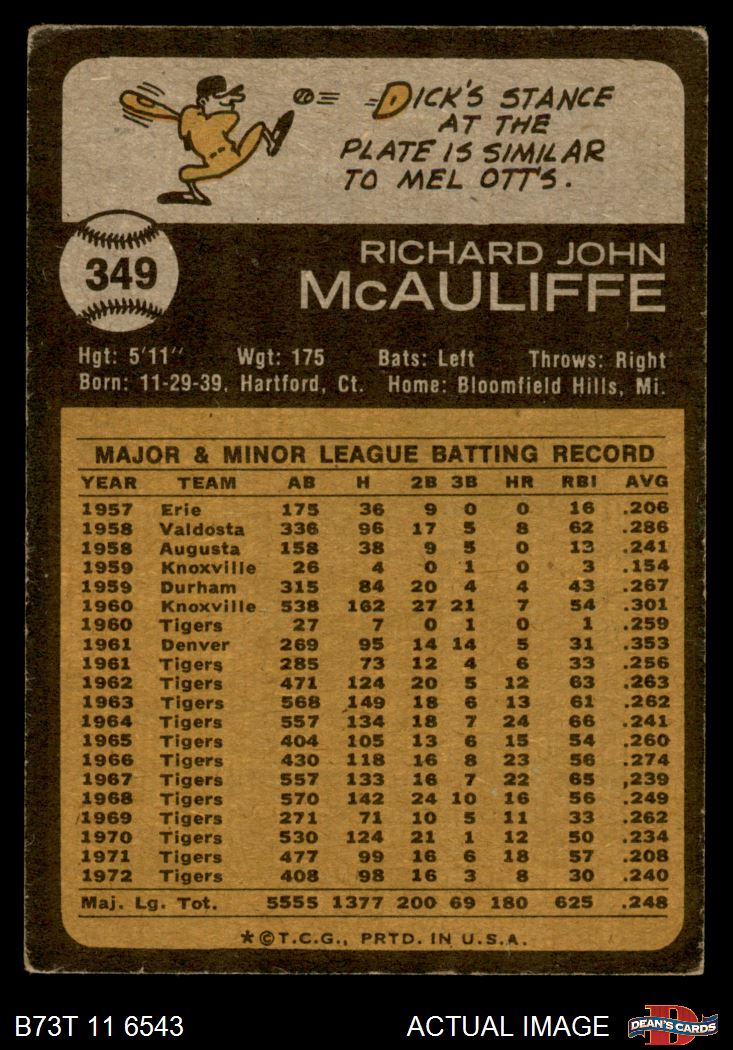 DICK'S STANCE
AT THE
PLATE IS SIMILAR
TO MEL OTT'S.
349
RICHARD JOHN
McAULIFFE
Hgt: 5'11" Wgt: 175 Bats: Left Throws: Right
Born: 11-29-39, Hartford, Ct. Home: Bloomfield Hills, Mi.
MAJOR & MINOR LEAGUE BATTING RECORD
YEAR TEAM AB H 2B 3B HR RBI AVG
1957 Erie 175 36 9 0 0 16 .206
1958 Valdosta 336 96 17 5 8 62 .286
1958 Augusta 158 38 9 5 0 13 .241
1959 Knoxville 26 4 0 1 0 3 .154
1959 Durham 315 84 20 4 4 43 .267
1960 Knoxville 538 162 27 21 7 54 .301
1960 Tigers 27 7 0 1 0 1 .259
1961 Denver 269 95 14 14 5 31 .353
1961 Tigers 285 73 12 4 6 33 .256
1962 Tigers 471 124 20 5 12 63 .263
1963 Tigers 568 149 18 6 13 61 .262
1964 Tigers 557 134 18 7 24 66 .241
1965 Tigers 404 105 13 6 15 54 .260
1966 Tigers 430 118 16 8 23 56 .274
1967 Tigers 557 133 16 7 22 65 ,239
1968 Tigers 570 142 24 10 16 56 .249
1969 Tigers 271 71 10 5 11 33 .262
1970 Tigers 530 124 21 1 12 50 .234
1971 Tigers 477 99 16 6 18 57 .208
1972 Tigers 408 98 16 3 8 30 .240
Maj. Lg. Tot. 5555 1377 200 69 180 625 .248
*©T.C.G., PRTD. IN U.S.A.
B73T 11 6543 ACTUAL IMAGE D DEAN'S CARDS